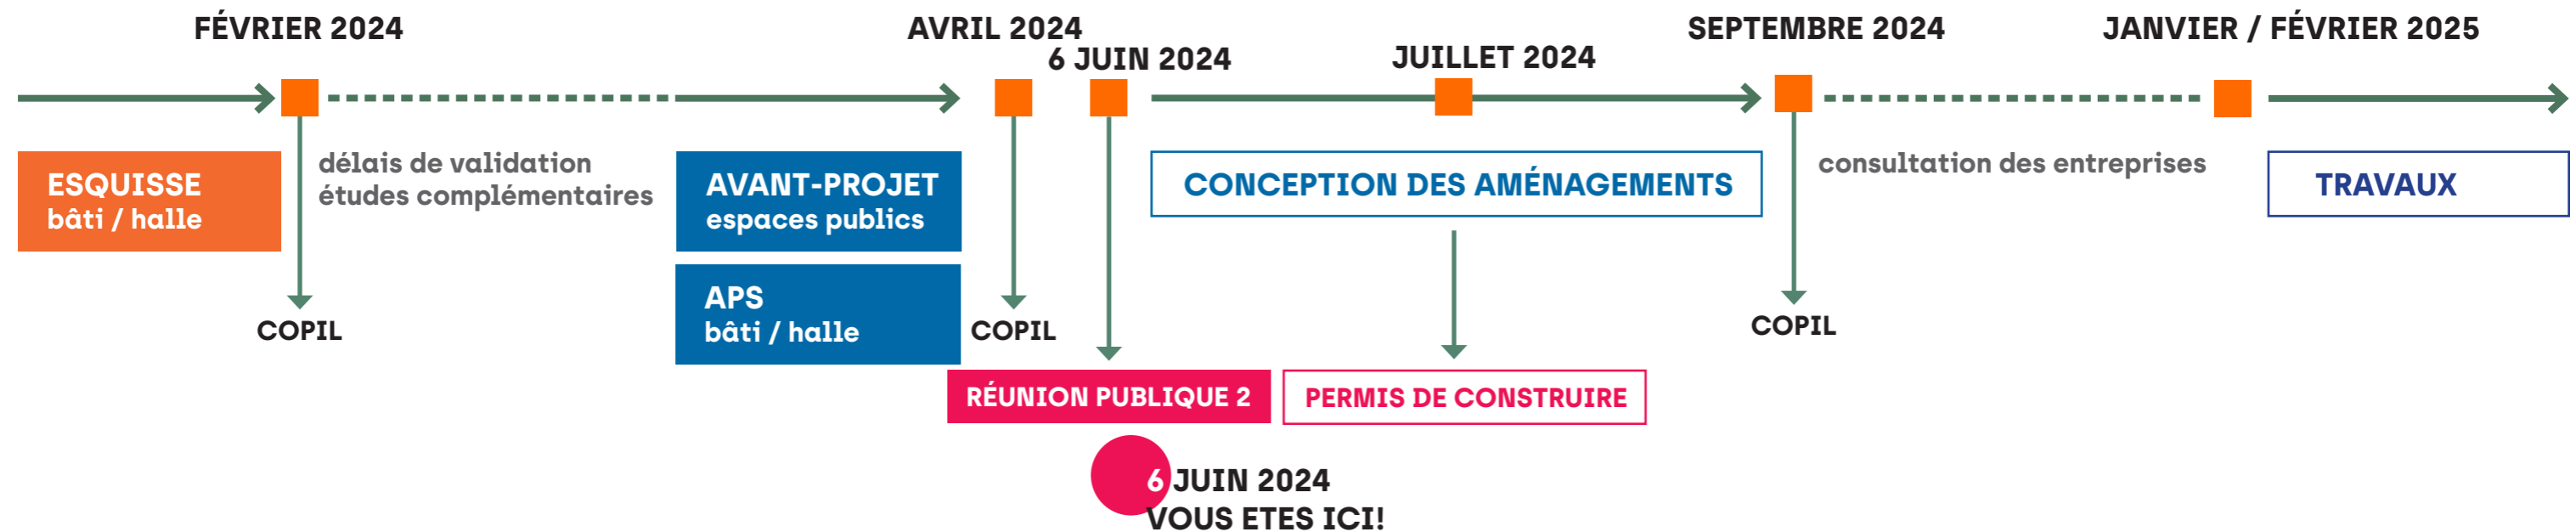 FÉVRIER 2024
AVRIL 2024
6 JUIN 2024
JUILLET 2024
SEPTEMBRE 2024
JANVIER / FÉVRIER 2025
ESQUISSE
bâti / halle
délais de validation
études complémentaires
AVANT-PROJET
espaces publics
APS
bâti / halle
CONCEPTION DES AMÉNAGEMENTS
consultation des entreprises
TRAVAUX
COPIL
COPIL
COPIL
RÉUNION PUBLIQUE 2
PERMIS DE CONSTRUIRE
6 JUIN 2024
VOUS ETES ICI!